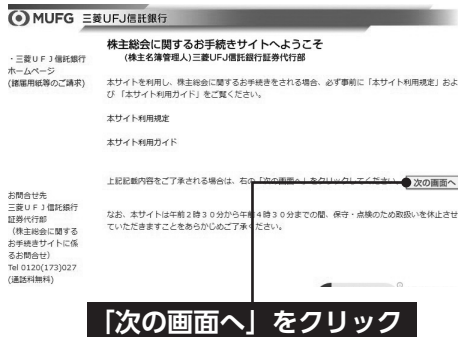 MUFG 三菱UFJ信託銀行
・三菱ＵＦＪ信託銀行
ホームページ
(諸届用紙等のご請求)
株主総会に関するお手続きサイトへようこそ
(株主名簿管理人)三菱UFJ信託銀行証券代行部
本サイトを利用し、株主総会に関するお手続きをされる場合、必ず事前に「本サイト利用規定」およ
び 「本サイト利用ガイド」をご覧ください。
本サイト利用規定
本サイト利用ガイド
上記記載内容をご了承される場合は、右の「次の画面へ」をクリックしてください。
次の画面へ
なお、本サイトは午前２時３０分から午前４時３０分までの間、保守・点検のため取扱いを休止させ
ていただきますことをあらかじめご了承ください。
お問合せ先
三菱ＵＦＪ信託銀行
証券代行部
（株主総会に関する
お手続きサイトに係
るお問合せ）
Tel 0120(173)027
(通話料無料)
「次の画面へ」をクリック